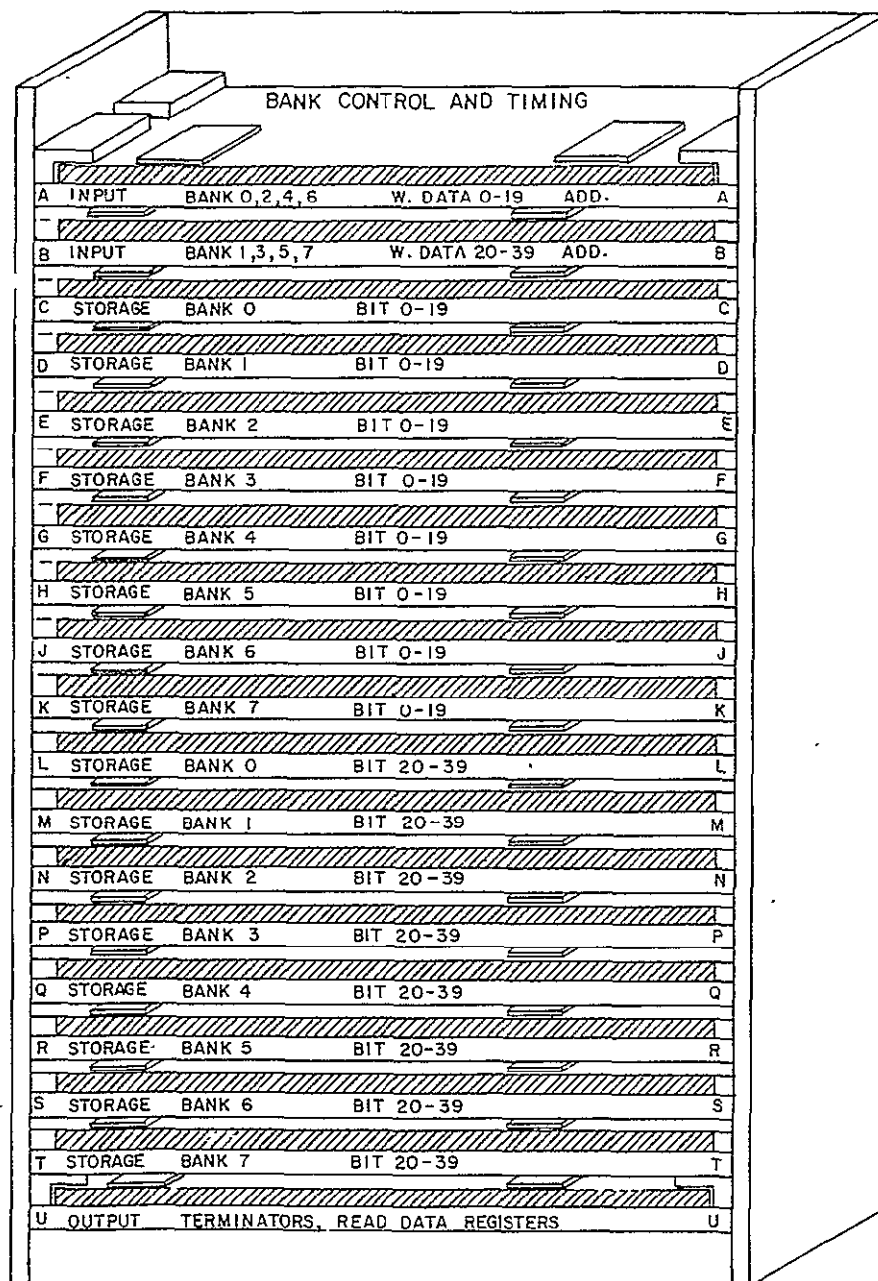 BANK CONTROL AND TIMING
A INPUT BANK 0,2,4,6 W. DATA 0-19 ADD. A
B INPUT BANK 1,3,5,7 W. DATA 20-39 ADD. B
C STORAGE BANK 0 BIT 0-19 C
D STORAGE BANK 1 BIT 0-19 D
E STORAGE BANK 2 BIT 0-19 E
F STORAGE BANK 3 BIT 0-19 F
G STORAGE BANK 4 BIT 0-19 G
H STORAGE BANK 5 BIT 0-19 H
J STORAGE BANK 6 BIT 0-19 J
K STORAGE BANK 7 BIT 0-19 K
L STORAGE BANK 0 BIT 20-39 L
M STORAGE BANK 1 BIT 20-39 M
N STORAGE BANK 2 BIT 20-39 N
P STORAGE BANK 3 BIT 20-39 P
Q STORAGE BANK 4 BIT 20-39 Q
R STORAGE BANK 5 BIT 20-39 R
S STORAGE BANK 6 BIT 20-39 S
T STORAGE BANK 7 BIT 20-39 T
U OUTPUT TERMINATORS, READ DATA REGISTERS U